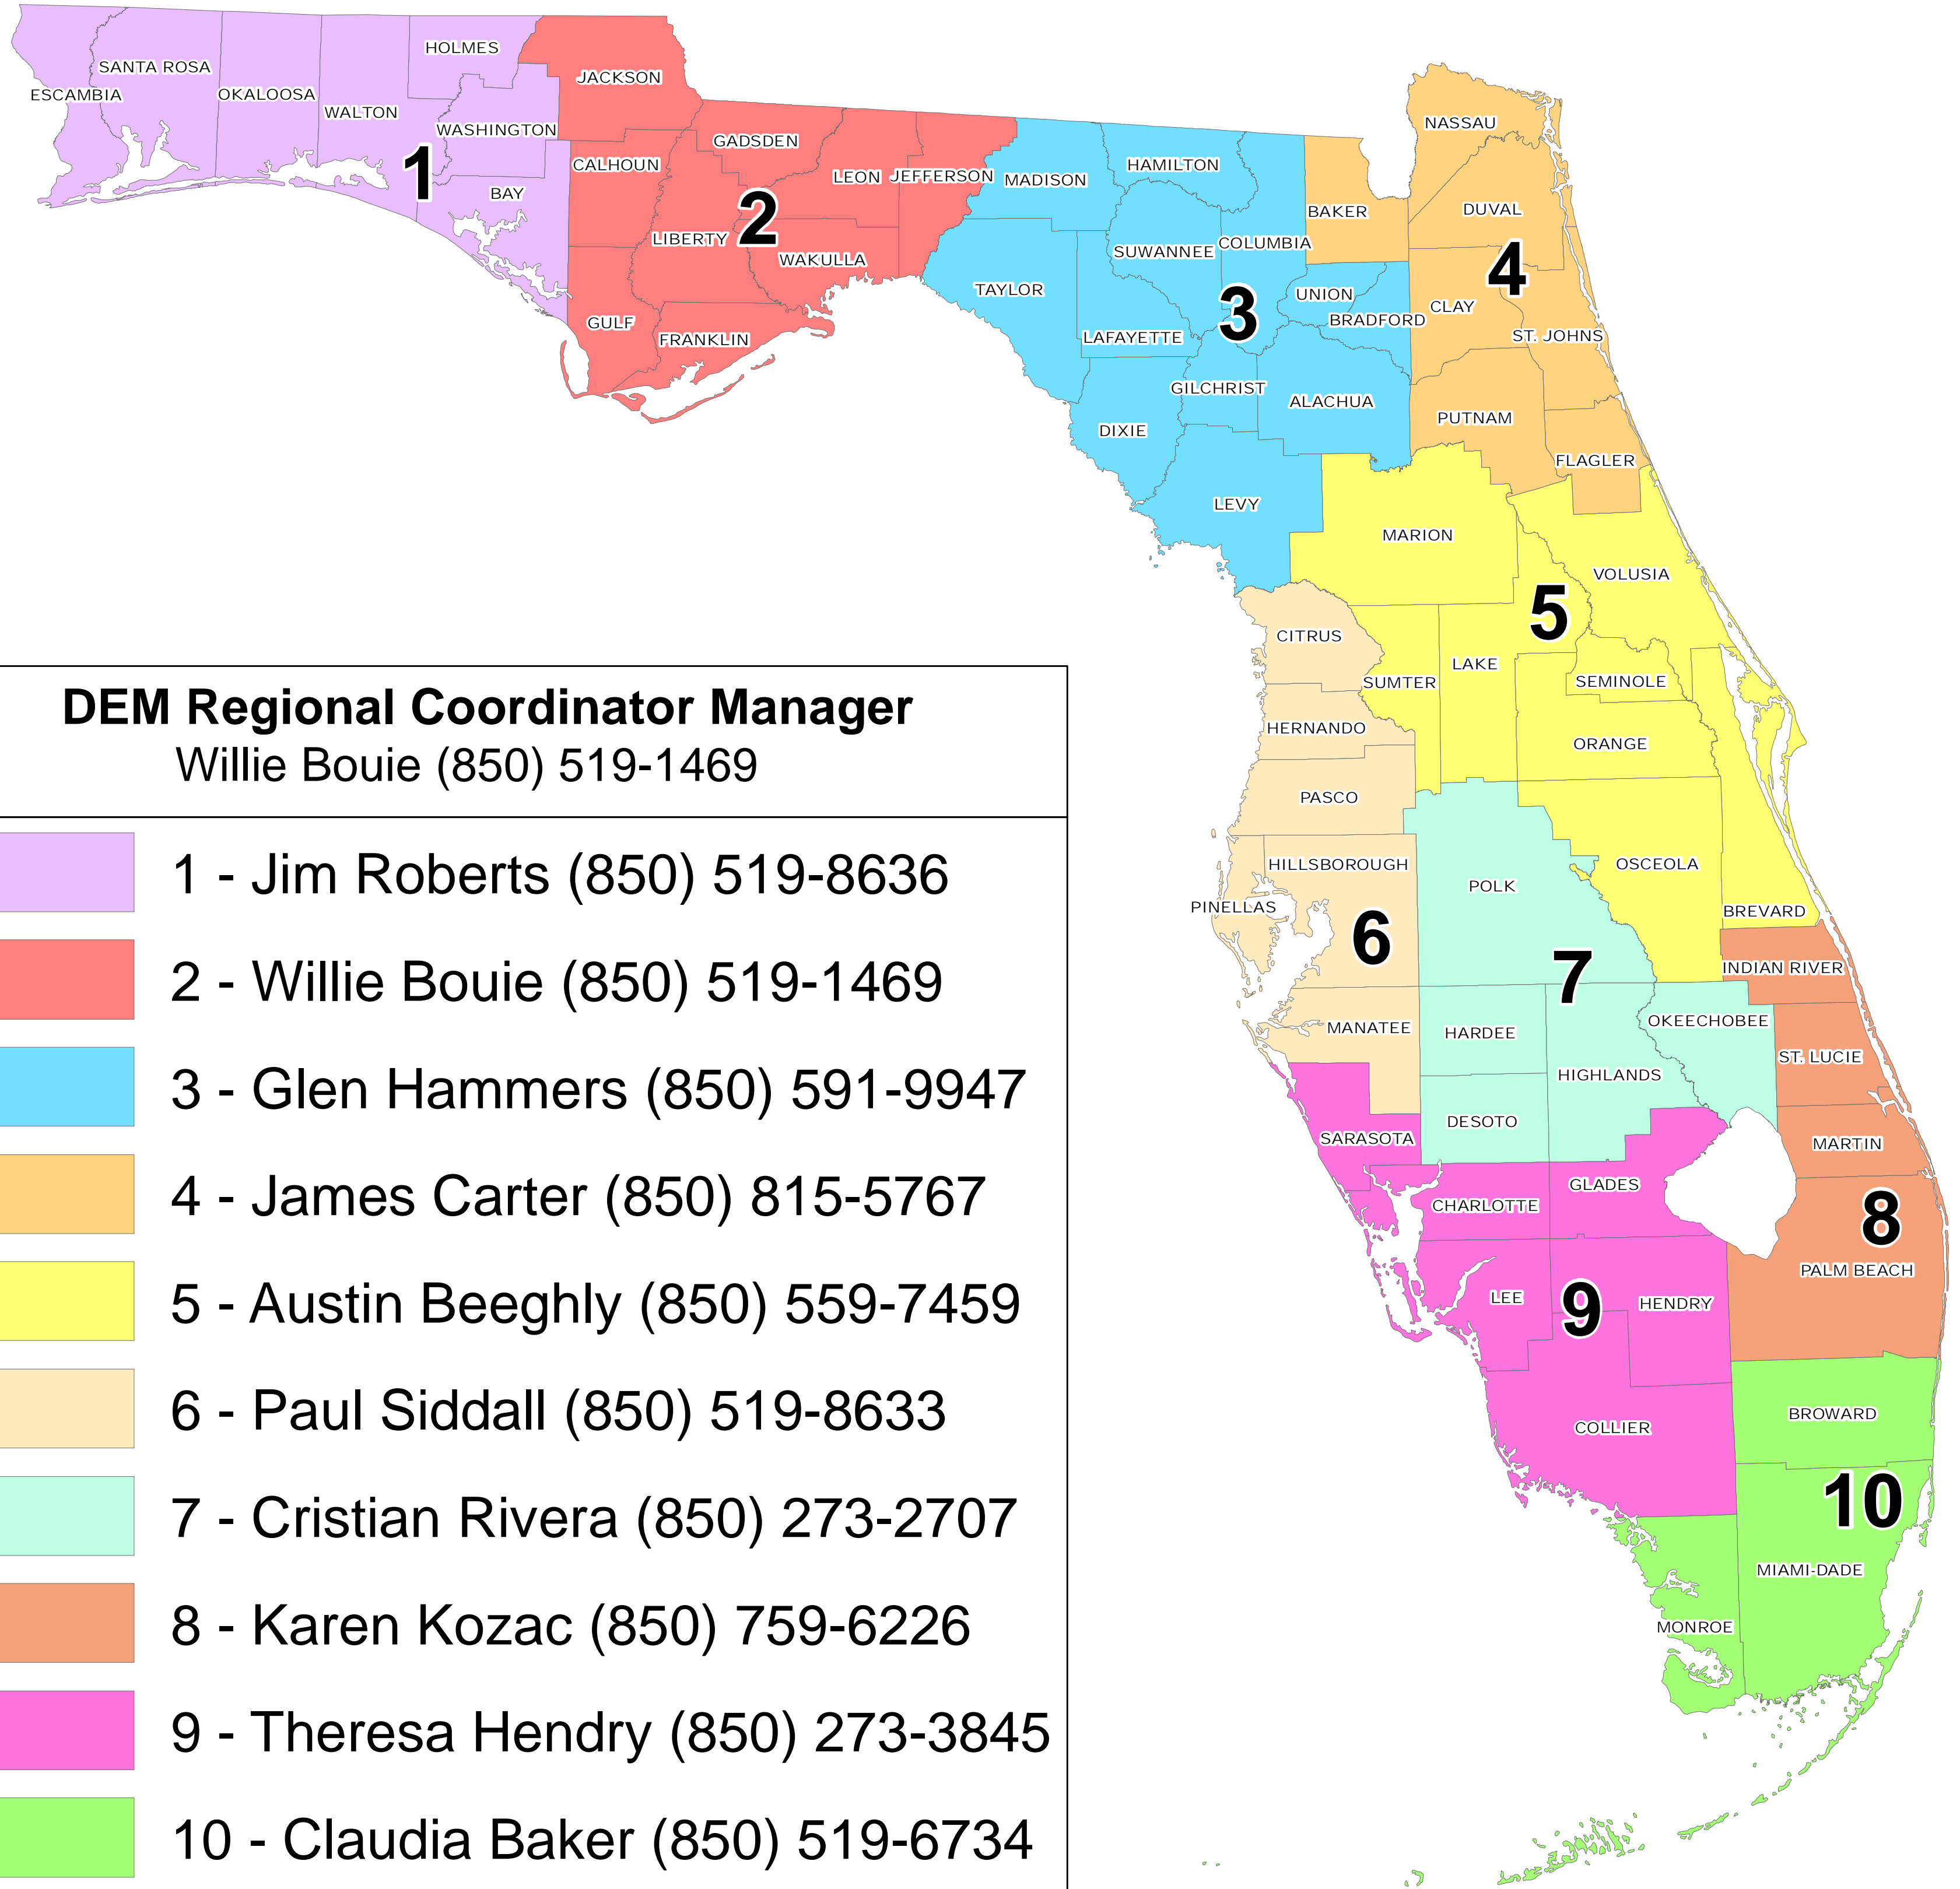 HOLMES
SANTA ROSA
JACKSON
ESCAMBIA
OKALOOSA
WALTON
WASHINGTON
NASSAU
GADSDEN
CALHOUN
HAMILTON
LEON
JEFFERSON
MADISON
1
BAY
2
BAKER
DUVAL
LIBERTY
WAKULLA
SUWANNEE
COLUMBIA
4
TAYLOR
UNION
3
CLAY
BRADFORD
GULF
FRANKLIN
LAFAYETTE
ST. JOHNS
GILCHRIST
ALACHUA
PUTNAM
DIXIE
FLAGLER
LEVY
MARION
VOLUSIA
5
CITRUS
LAKE
SUMTER
SEMINOLE
HERNANDO
ORANGE
PASCO
HILLSBOROUGH
OSCEOLA
POLK
PINELLAS
BREVARD
6
7
INDIAN RIVER
MANATEE
HARDEE
OKEECHOBEE
ST. LUCIE
HIGHLANDS
DESOTO
SARASOTA
MARTIN
GLADES
CHARLOTTE
8
PALM BEACH
LEE
9
HENDRY
BROWARD
COLLIER
10
MIAMI-DADE
MONROE
DEM Regional Coordinator Manager
Willie Bouie (850) 519-1469
1 - Jim Roberts (850) 519-8636
2 - Willie Bouie (850) 519-1469
3 - Glen Hammers (850) 591-9947
4 - James Carter (850) 815-5767
5 - Austin Beeghly (850) 559-7459
6 - Paul Siddall (850) 519-8633
7 - Cristian Rivera (850) 273-2707
8 - Karen Kozac (850) 759-6226
9 - Theresa Hendry (850) 273-3845
10 - Claudia Baker (850) 519-6734